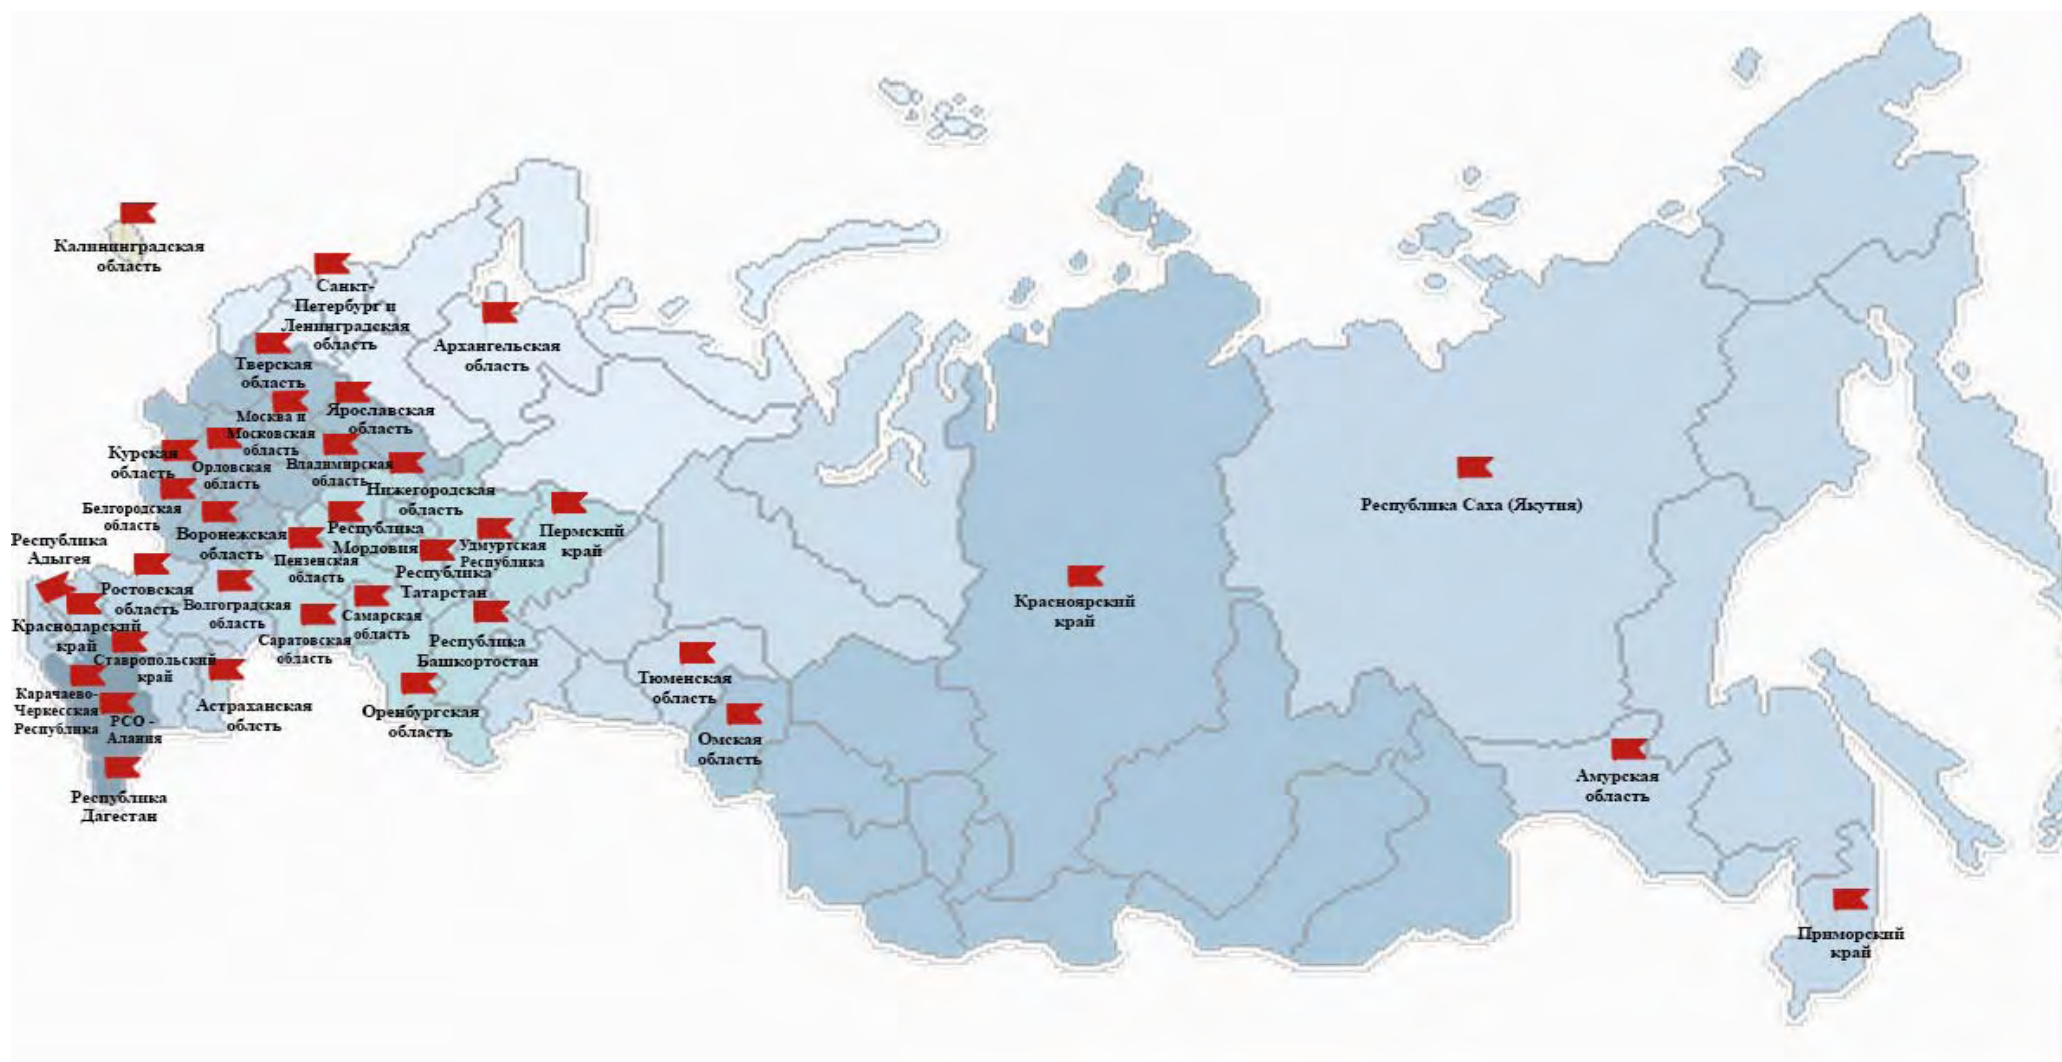 Калининградская
область
Санкт-
Петербург и
Ленинградская
область
Архангельская
область
Тверская
область
Москва и
Московская
область
Ярославская
область
Курская
область
Орловская
область
Владимирская
область
Нижегородская
область
Белгородская
область
Воронежская
область
Республика
Мордовия
Удмуртская
Республика
Пермский
край
Пензенская
область
Республика
Татарстан
Республика
Адыгея
Ростовская
область
Волгоградская
область
Самарская
область
Саратовская
область
Республика
Башкортостан
Краснодарский
край
Ставропольский
край
Карачаево-
Черкесская
Республика
РСО -
Алания
Астраханская
облсть
Оренбургская
область
Республика
Дагестан
Тюменская
область
Омская
область
Красноярский
край
Республика Саха (Якутия)
Амурская
область
Приморский
край